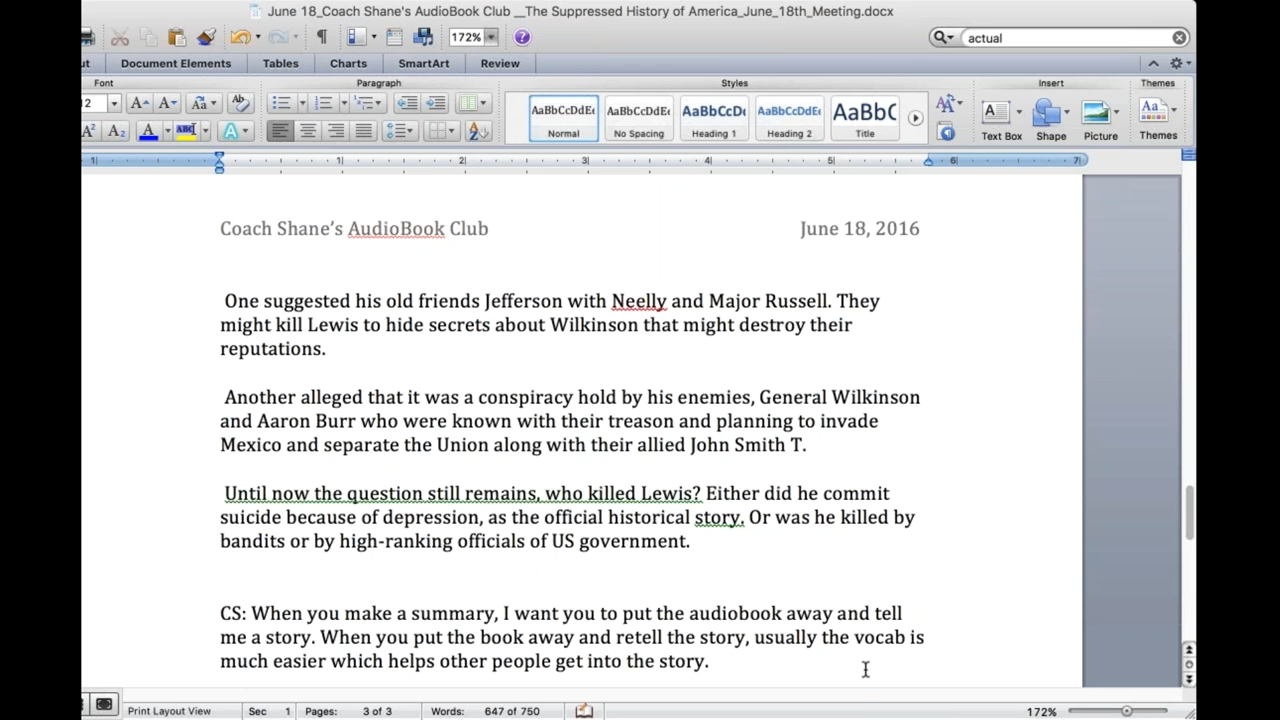 June 18_Coach Shane's AudioBook Club __The Suppressed History of America_June_18th_Meeting.docx
172%
actual
Document Elements Tables Charts SmartArt Review
Font Paragraph Styles Insert Themes
AaBbCcDdEe AaBbCcDdEe AaBbCcDc AaBbCcDdEe AaBbC
Normal No Spacing Heading 1 Heading 2 Title Text Box Shape Picture Themes
1 1 2 3 4 5 6 7
Coach Shane’s AudioBook Club June 18, 2016
One suggested his old friends Jefferson with Neelly and Major Russell. They
might kill Lewis to hide secrets about Wilkinson that might destroy their
reputations.
Another alleged that it was a conspiracy hold by his enemies, General Wilkinson
and Aaron Burr who were known with their treason and planning to invade
Mexico and separate the Union along with their allied John Smith T.
Until now the question still remains, who killed Lewis? Either did he commit
suicide because of depression, as the official historical story. Or was he killed by
bandits or by high-ranking officials of US government.
CS: When you make a summary, I want you to put the audiobook away and tell
me a story. When you put the book away and retell the story, usually the vocab is
much easier which helps other people get into the story.
Print Layout View Sec 1 Pages: 3 of 3 Words: 647 of 750 172%